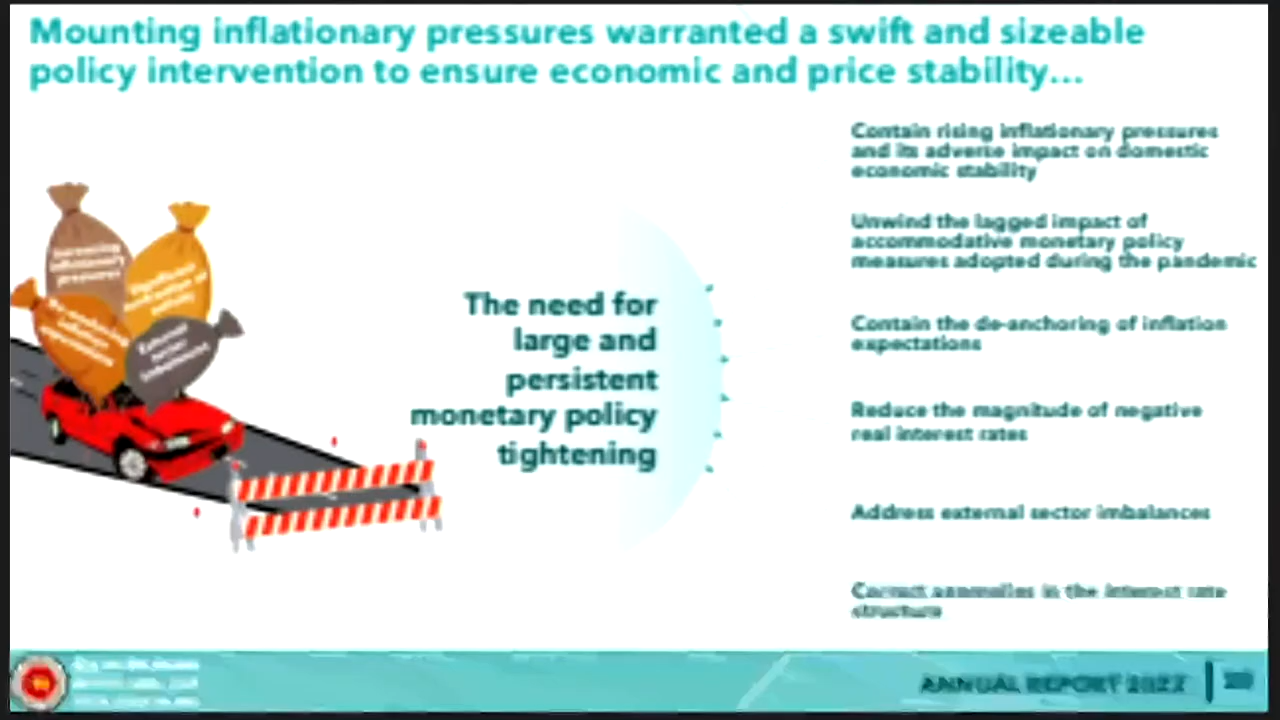 Mounting inflationary pressures warranted a swift and sizeable
policy intervention to ensure economic and price stability...
Contain rising inflationary pressures
and its adverse impact on domestic
economic stability
Unwind the lagged impact of
accommodative monetary policy
measures adopted during the pandemic
Increasing
inflationary
pressures
The need for
large and
persistent
monetary policy
tightening
Contain the de-anchoring of inflation
expectations
Reduce the magnitude of negative
real interest rates
Address external sector imbalances
Correct anomalies in the interest rate
structure
ANNUAL REPORT 2022